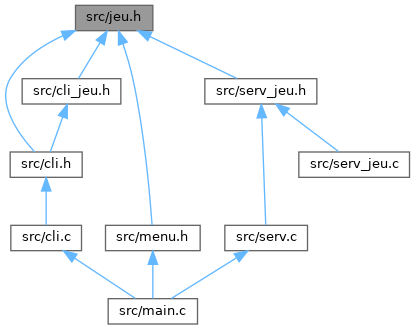 src/jeu.h
src/cli_jeu.h
src/serv_jeu.h
src/cli.h
src/serv_jeu.c
src/cli.c
src/menu.h
src/serv.c
src/main.c